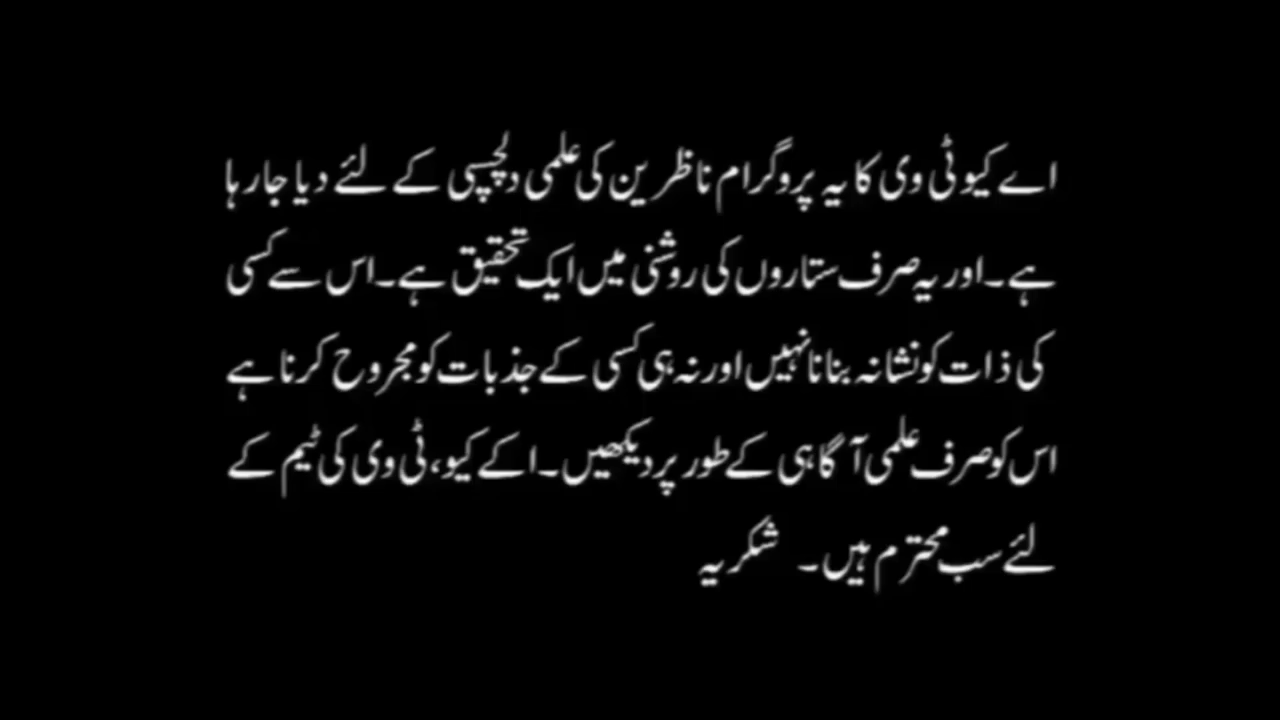 اے کیو ٹی وی کا یہ پروگرام ناظرین کی علمی دلچسپی کے لئے دیا جا رہا
ہے۔ اور یہ صرف ستاروں کی روشنی میں ایک تحقیق ہے۔ اس سے کسی
کی ذات کو نشانہ بنانا نہیں اور نہ ہی کسی کے جذبات کو مجروح کرنا ہے
اس کو صرف علمی آگاہی کے طور پر دیکھیں۔ اکے کیو، ٹی وی کی ٹیم کے
لئے سب محترم ہیں۔ شکریہ